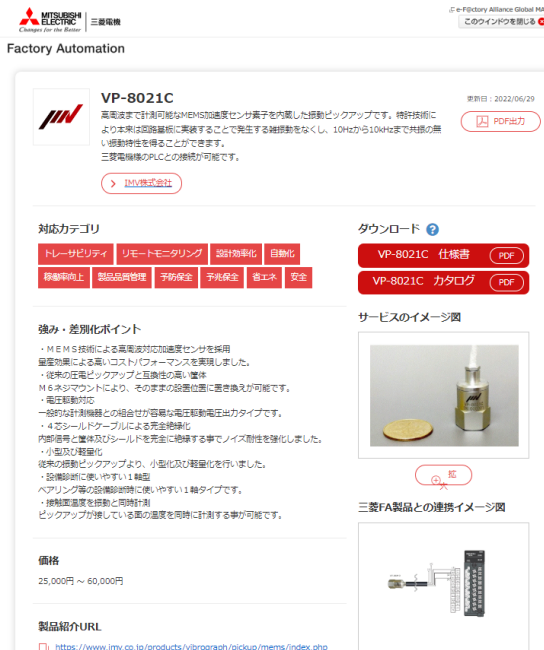 MITSUBISHI
ELECTRIC
Changes for the Better
三菱電機
e-F@ctory Alliance Global MA
このウインドウを閉じる
Factory Automation
VP-8021C
更新日：2022/06/29
高周波まで計測可能なMEMS加速度センサ素子を内蔵した振動ピックアップです。特許技術に
より本来は回路基板に実装することで発生する雑振動をなくし、10Hzから10kHzまで共振の無
い振動特性を得ることができます。
三菱電機様のPLCとの接続が可能です。
PDF出力
IMV株式会社
対応カテゴリ
トレーサビリティ リモートモニタリング 設計効率化 自動化
稼働率向上 製品品質管理 予防保全 予兆保全 省エネ 安全
強み・差別化ポイント
・ＭＥＭＳ技術による高周波対応加速度センサを採用
量産効果による高いコストパフォーマンスを実現しました。
・従来の圧電ピックアップと互換性の高い筐体
Ｍ６ネジマウントにより、そのままの設置位置に置き換えが可能です。
・電圧駆動対応
一般的な計測機器との組合せが容易な電圧駆動電圧出力タイプです。
・４芯シールドケーブルによる完全絶縁化
内部信号と筐体及びシールドを完全に絶縁する事でノイズ耐性を強化しました。
・小型及び軽量化
従来の振動ピックアップより、小型化及び軽量化を行いました。
・設備診断に使いやすい１軸型
ベアリング等の設備診断時に使いやすい１軸タイプです。
・接触面温度を振動と同時計測
ピックアップが接している面の温度を同時に計測する事が可能です。
価格
25,000円 ～ 60,000円
製品紹介URL
https://www.imv.co.jp/products/vibrograph/pickup/mems/index.php
ダウンロード ?
VP-8021C 仕様書 PDF
VP-8021C カタログ PDF
サービスのイメージ図
拡
大
三菱FA製品との連携イメージ図